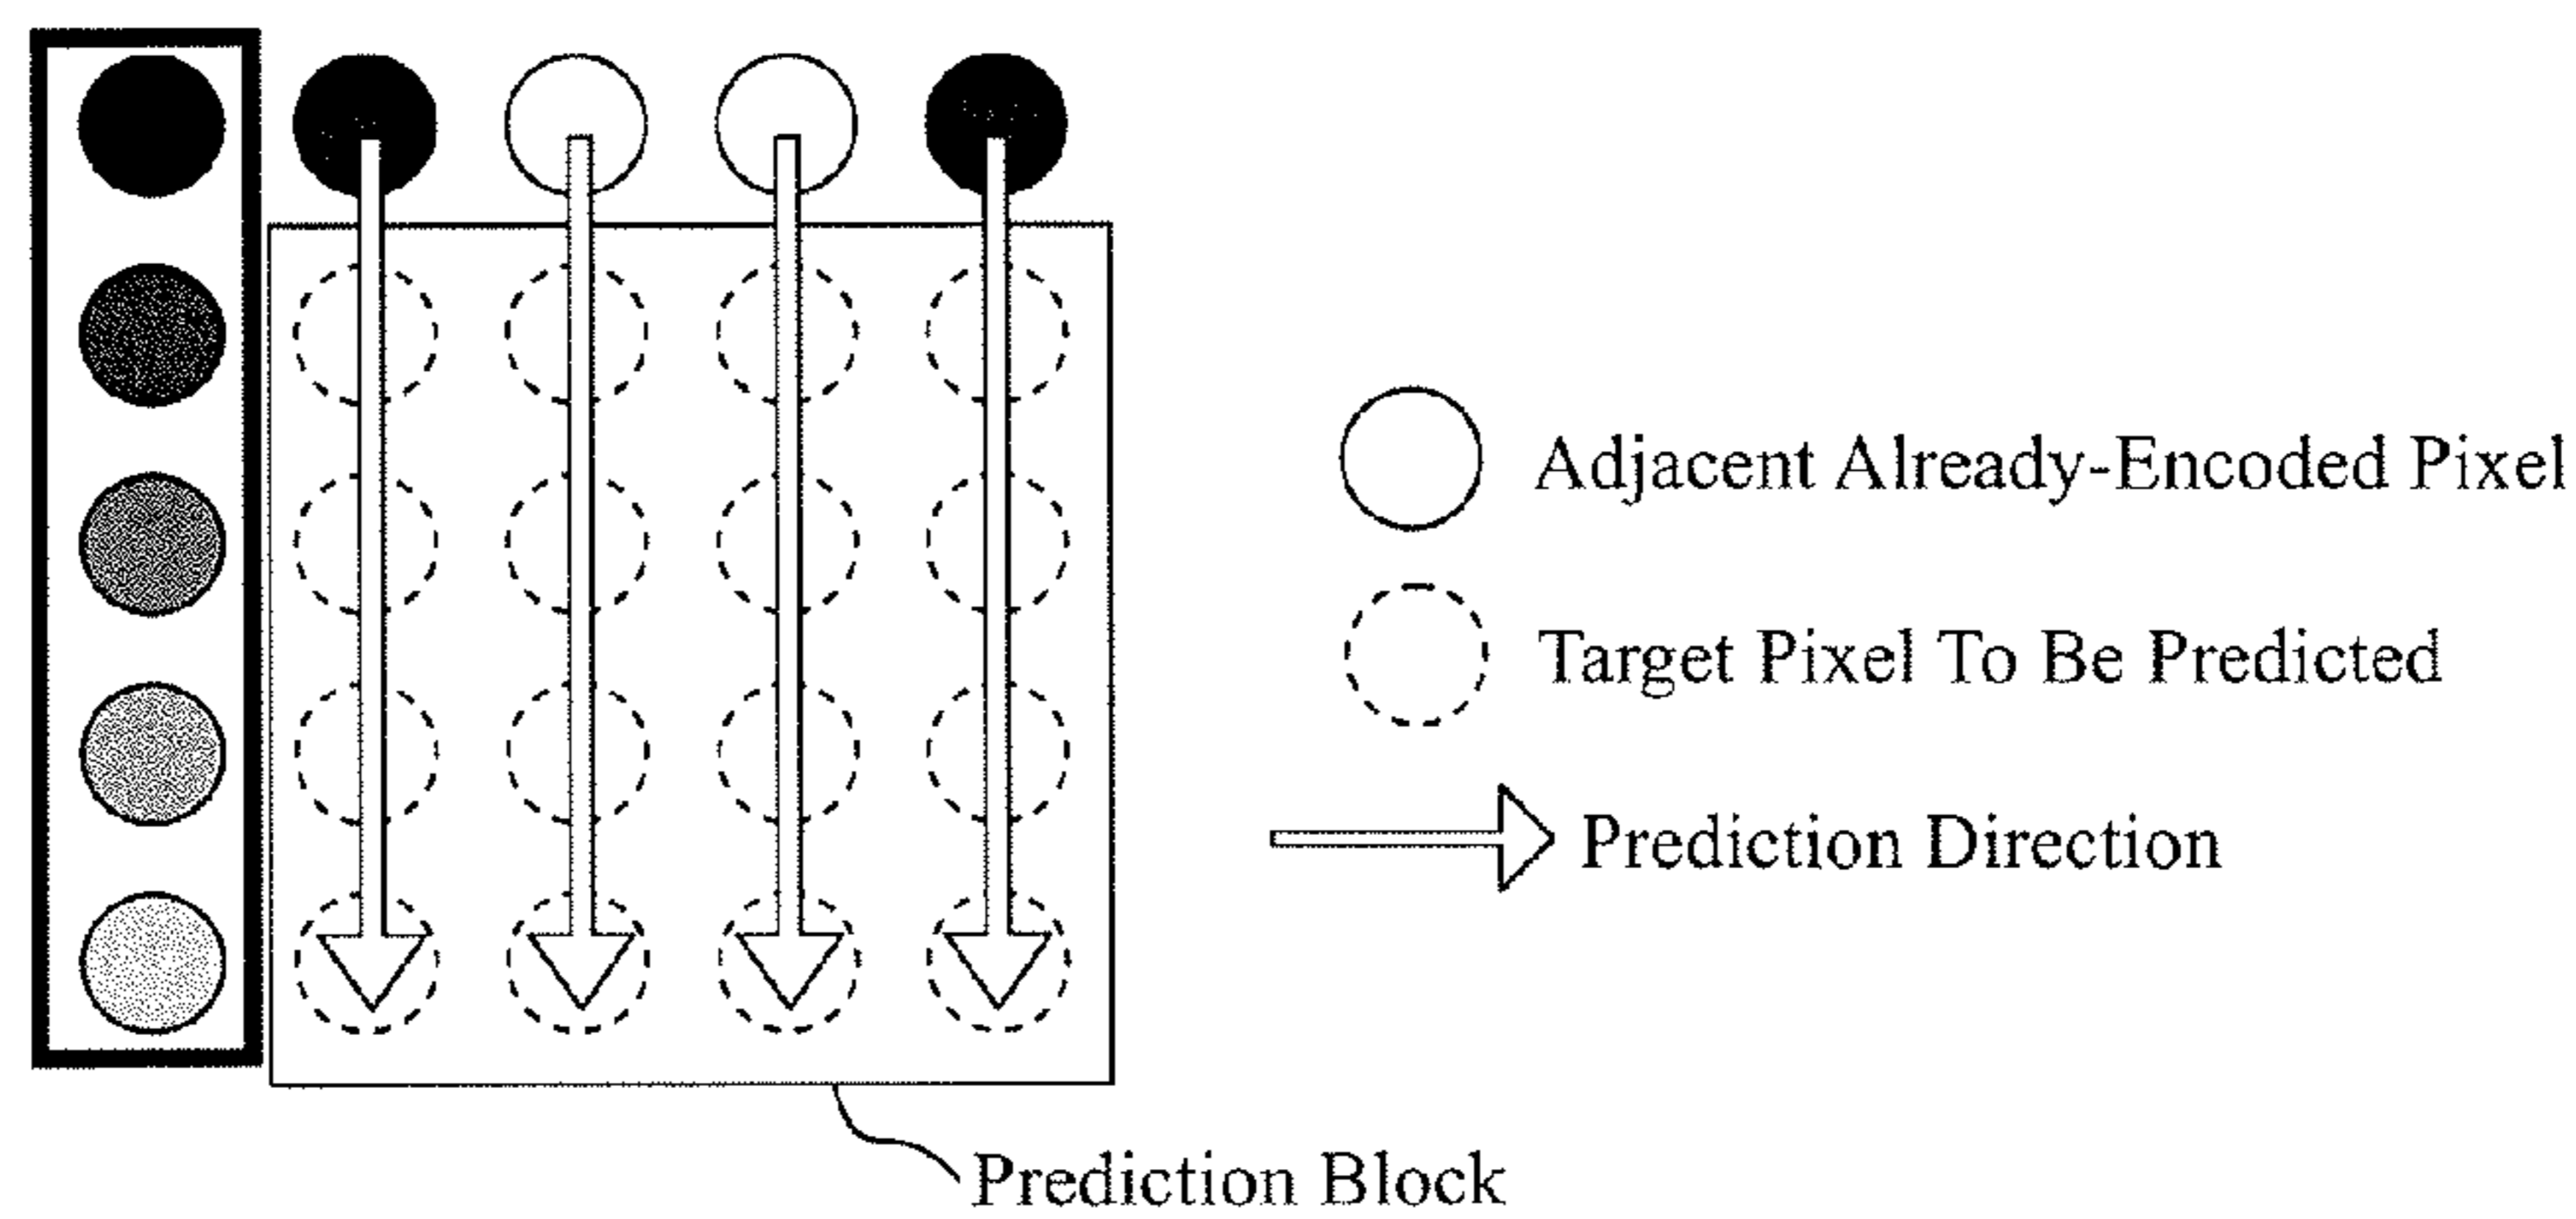 Adjacent Already-Encoded Pixel
Target Pixel To Be Predicted
Prediction Direction
Prediction Block